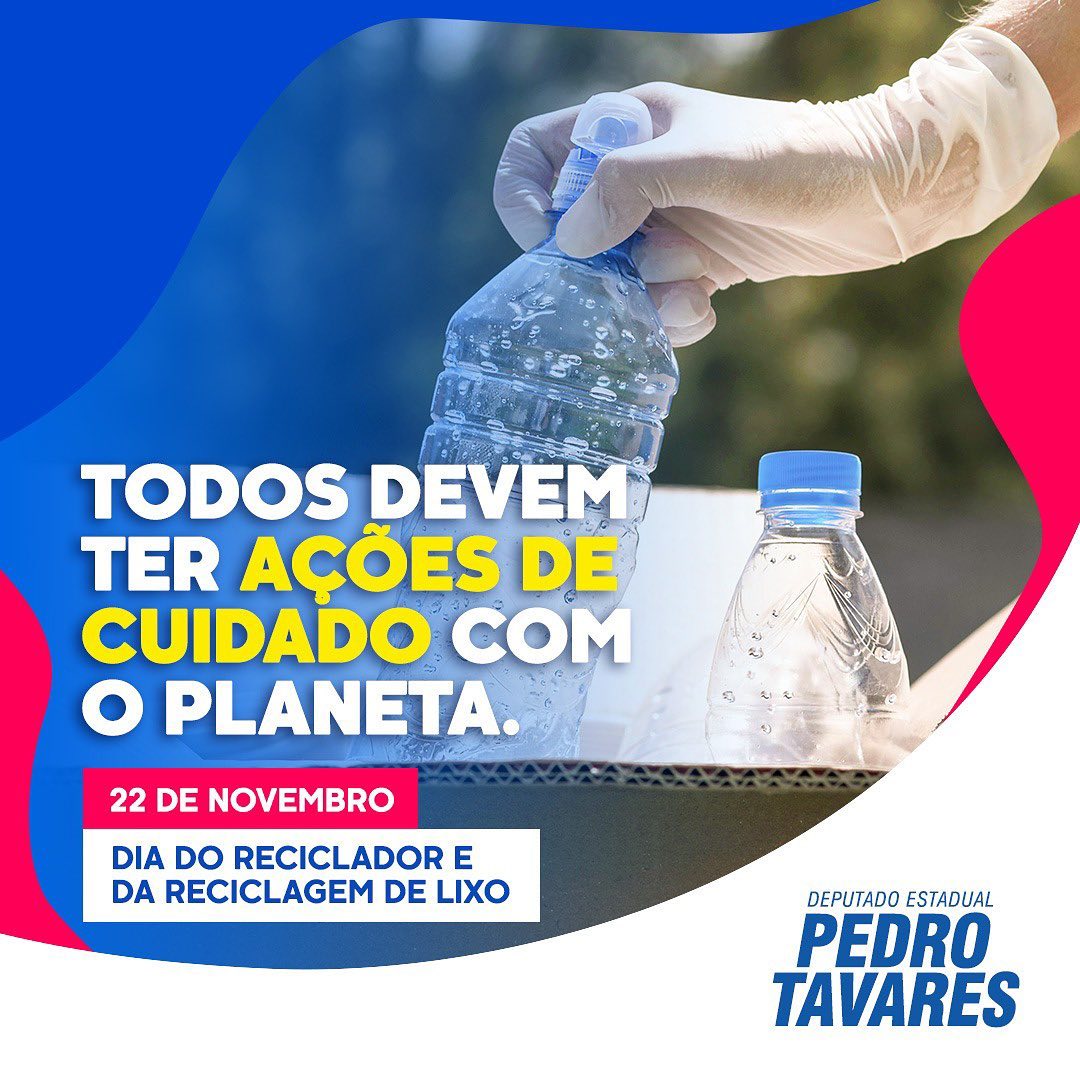 TODOS DEVEM
TER AÇÕES DE
CUIDADO COM
O PLANETA.
22 DE NOVEMBRO
DIA DO RECICLADOR E
DA RECICLAGEM DE LIXO
DEPUTADO ESTADUAL
PEDRO
TAVARES